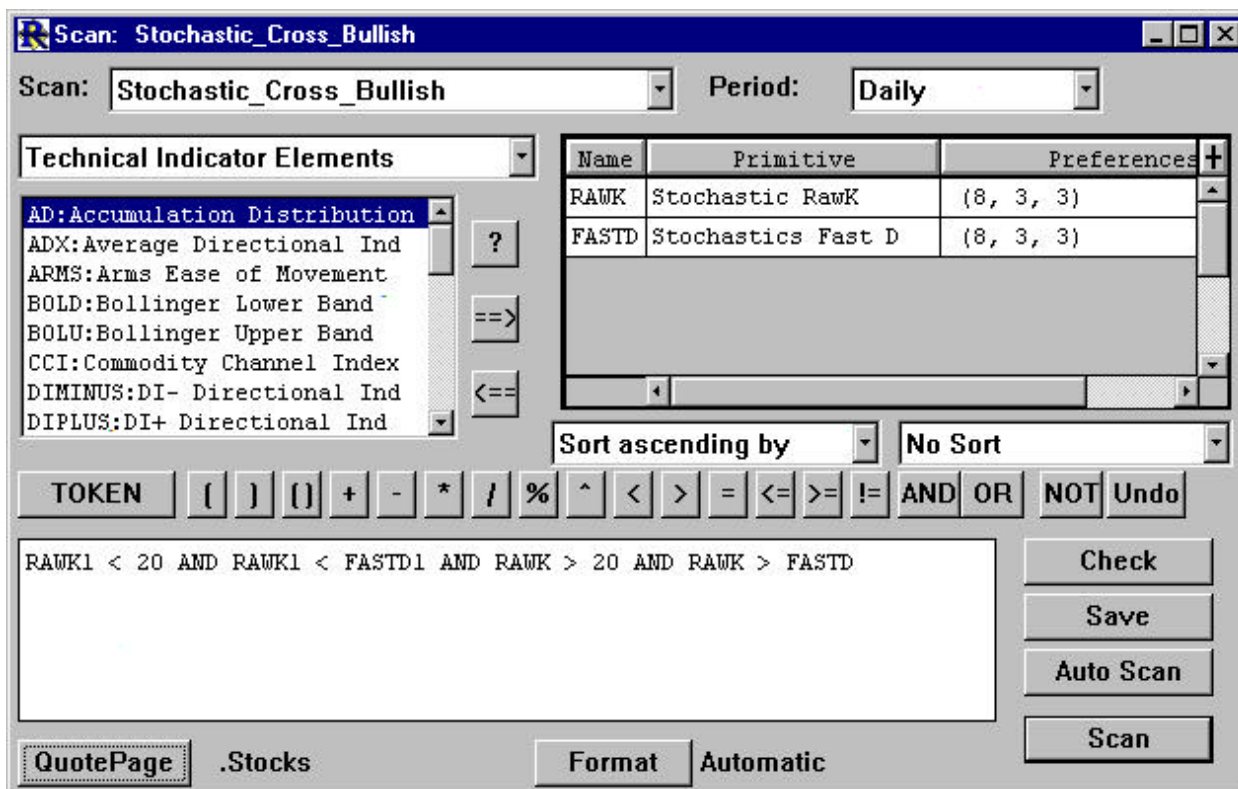 Scan: Stochastic_Cross_Bullish
Scan: Stochastic_Cross_Bullish Period: Daily
Technical Indicator Elements
Name Primitive Preferences +
RAWK Stochastic RawK (8, 3, 3)
FASTD Stochastics Fast D (8, 3, 3)
AD:Accumulation Distribution
ADX:Average Directional Ind
ARMS:Arms Ease of Movement
BOLD:Bollinger Lower Band
BOLU:Bollinger Upper Band
CCI:Commodity Channel Index
DIMINUS:DI- Directional Ind
DIPLUS:DI+ Directional Ind
?
==>
<==
Sort ascending by No Sort
TOKEN ( ) () + - * / % ^ < > = <= >= != AND OR NOT Undo
RAWK1 < 20 AND RAWK1 < FASTD1 AND RAWK > 20 AND RAWK > FASTD
Check
Save
Auto Scan
Scan
QuotePage .Stocks Format Automatic